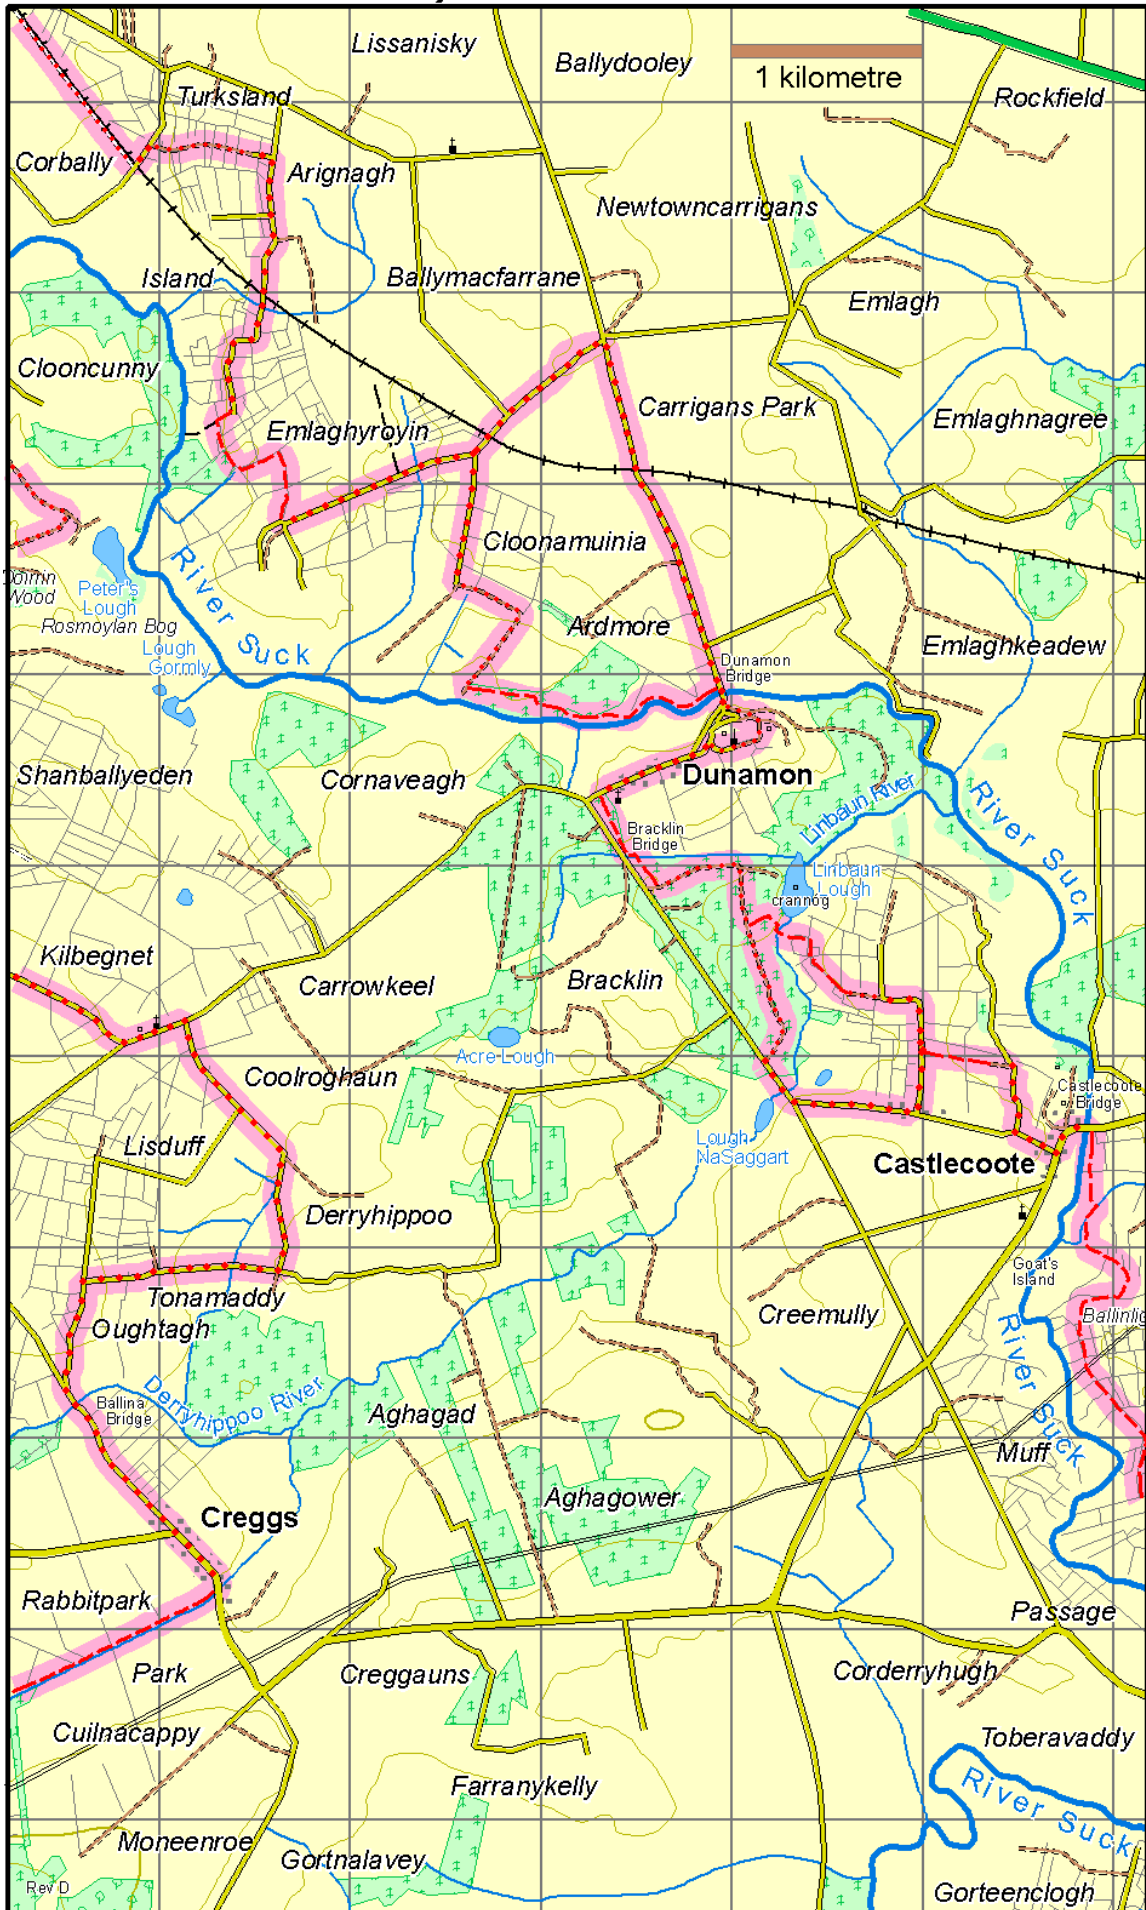 Lissanisky
Ballydooley
1 kilometre
Rockfield
Turksland
Corbally
Arignagh
Newtowncarrigans
Island
Ballymacfarrane
Emlagh
Clooncunny
Carrigans Park
Emlaghnagree
Emlaghyroyin
Cloonamuinia
River Suck
Peter's
Lough
Wood
Rosmoylan Bog
Ardmore
Emlaghkeadew
Lough
Gormly
Dunamon
Bridge
Shanballyeden
Cornaveagh
Dunamon
Linbaun River
River Suck
Bracklin
Bridge
Linbaun
Lough
crannóg
Kilbegnet
Carrowkeel
Bracklin
Acre Lough
Coolroghaun
Castlecoote
Bridge
Lisduff
Lough
NaSaggart
Castlecoote
Derryhippoo
Goat's
Island
Tonamaddy
Creemully
Oughtagh
River Suck
Derryhippoo River
Ballina
Bridge
Aghagad
Muff
Aghagower
Creggs
Rabbitpark
Passage
Park
Creggauns
Corderryhugh
Cuilnacappy
Toberavaddy
Farranykelly
River Suck
Moneenroe
Gortnalavey
Rev D
Gorteenclogh